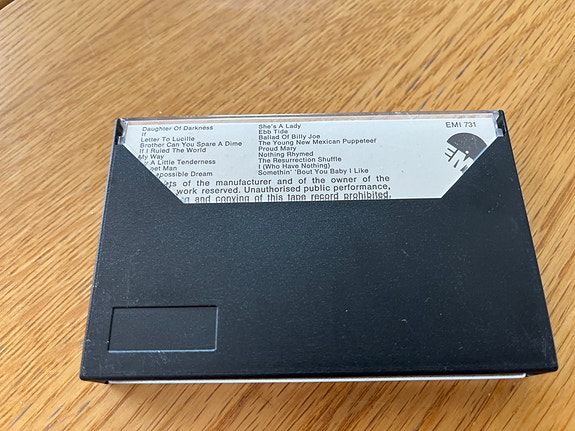 Daughter Of Darkness
If
Letter To Lucille
Brother Can You Spare A Dime
If I Ruled The World
My Way
A Little Tenderness
Man
Dream
She's A Lady
Ebb Tide
Ballad Of Billy Joe
The Young New Mexican Puppeteer
Proud Mary
Nothing Rhymed
The Resurrection Shuffle
I (Who Have Nothing)
Somethin' 'Bout You Baby I Like
EMI 731
of the manufacturer and of the owner of the
work reserved. Unauthorised public performance,
and copying of this tape record prohibited.